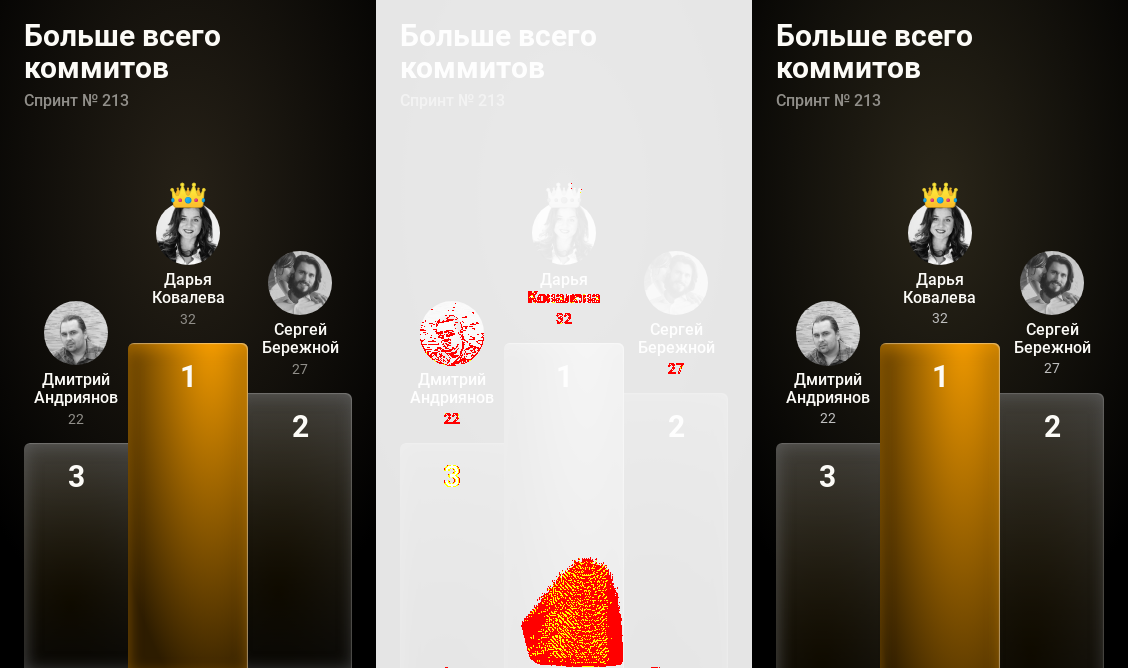 Больше всего
коммитов
Спринт № 213
Дарья
Ковалева
32
Сергей
Бережной
27
Дмитрий
Андриянов
22
1
2
3
Больше всего
коммитов
Спринт № 213
Дарья
Ковалева
32
Сергей
Бережной
27
Дмитрий
Андриянов
22
1
2
3
Больше всего
коммитов
Спринт № 213
Дарья
Ковалева
32
Сергей
Бережной
27
Дмитрий
Андриянов
22
1
2
3